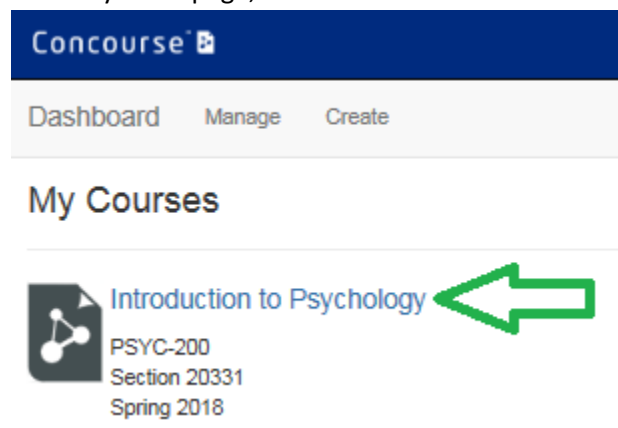 Concourse
Dashboard Manage Create
My Courses
Introduction to Psychology
PSYC-200
Section 20331
Spring 2018